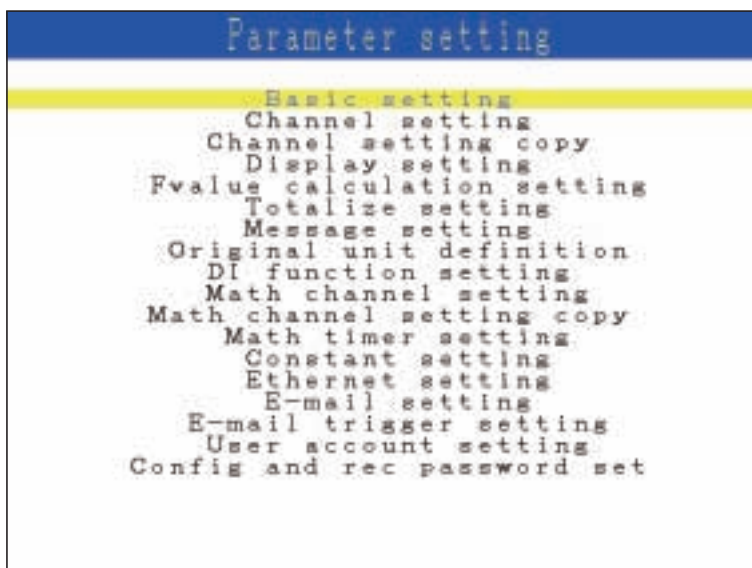 Parameter setting
Basic setting
Channel setting
Channel setting copy
Display setting
Fvalue calculation setting
Totalize setting
Message setting
Original unit definition
DI function setting
Math channel setting
Math channel setting copy
Math timer setting
Constant setting
Ethernet setting
E-mail setting
E-mail trigger setting
User account setting
Config and rec password set